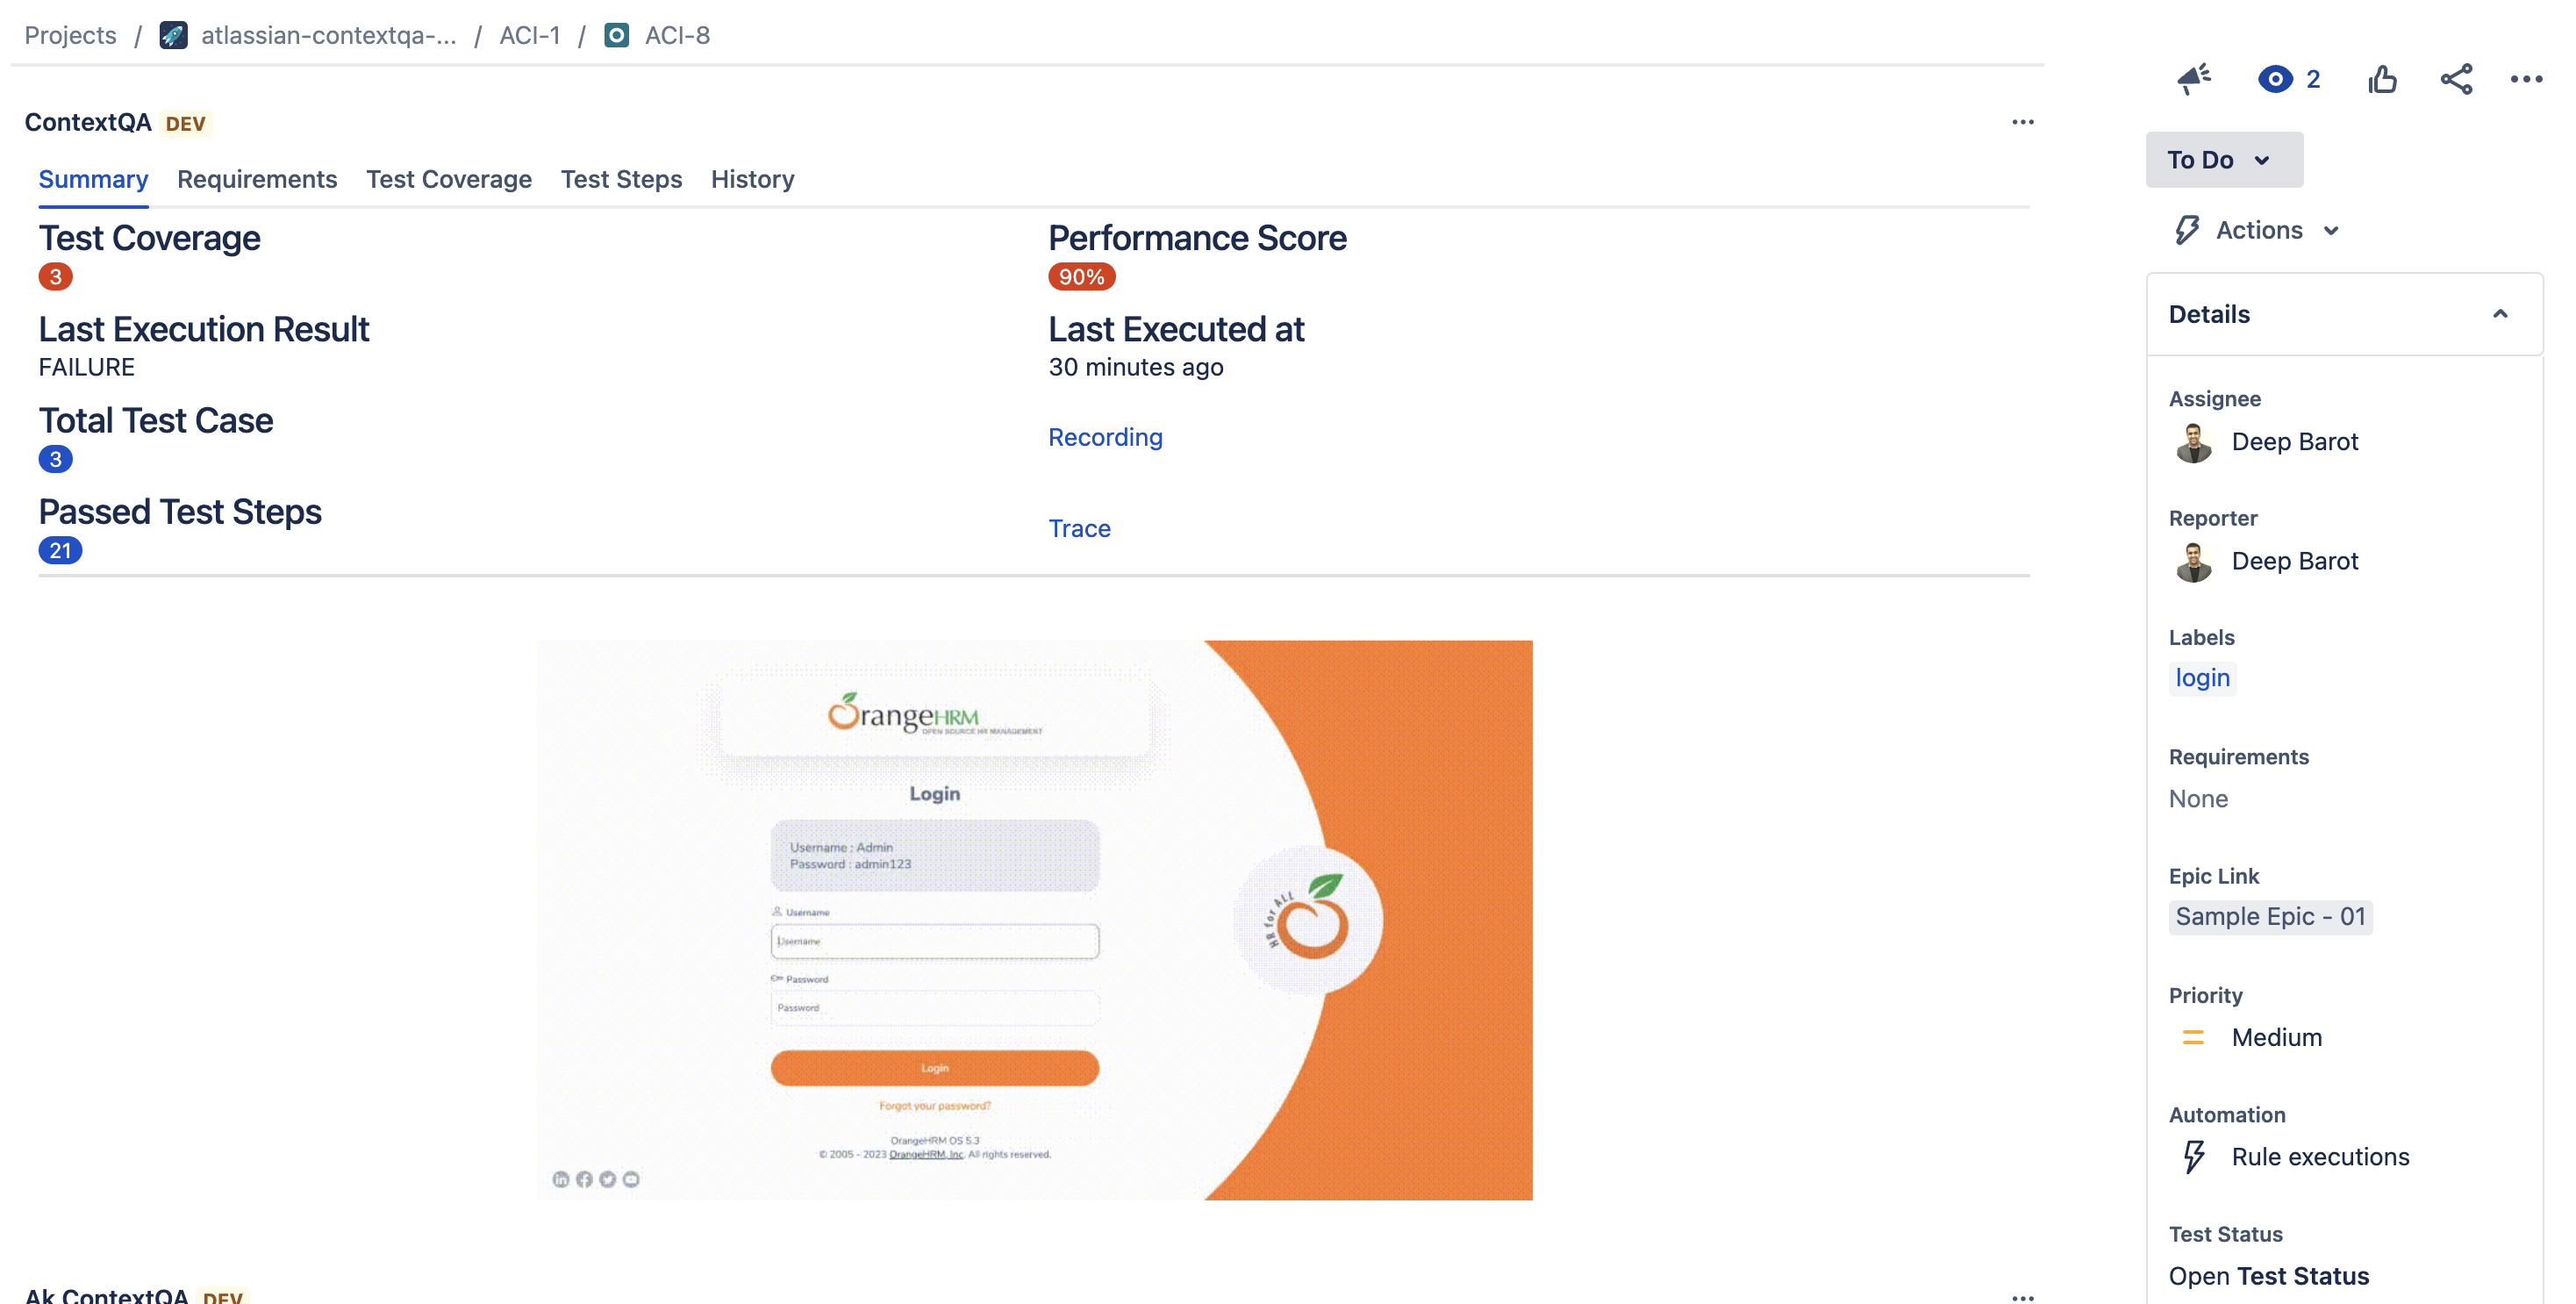 Projects / atlassian-contextqa-... / ACI-1 / ACI-8
ContextQA DEV
Summary Requirements Test Coverage Test Steps History
Test Coverage
3
Performance Score
90%
Last Execution Result
FAILURE
Last Executed at
30 minutes ago
Total Test Case
3
Recording
Passed Test Steps
21
Trace
OrangeHRM
OPEN SOURCE HR MANAGEMENT
Login
Username : Admin
Password : admin123
Username
Username
Password
Password
Login
Forgot your password?
OrangeHRM OS 5.3
© 2005 - 2023 OrangeHRM, Inc. All rights reserved.
HR for ALL
Ak ContextQA DEV
2
To Do
Actions
Details
Assignee
Deep Barot
Reporter
Deep Barot
Labels
login
Requirements
None
Epic Link
Sample Epic - 01
Priority
Medium
Automation
Rule executions
Test Status
Open Test Status